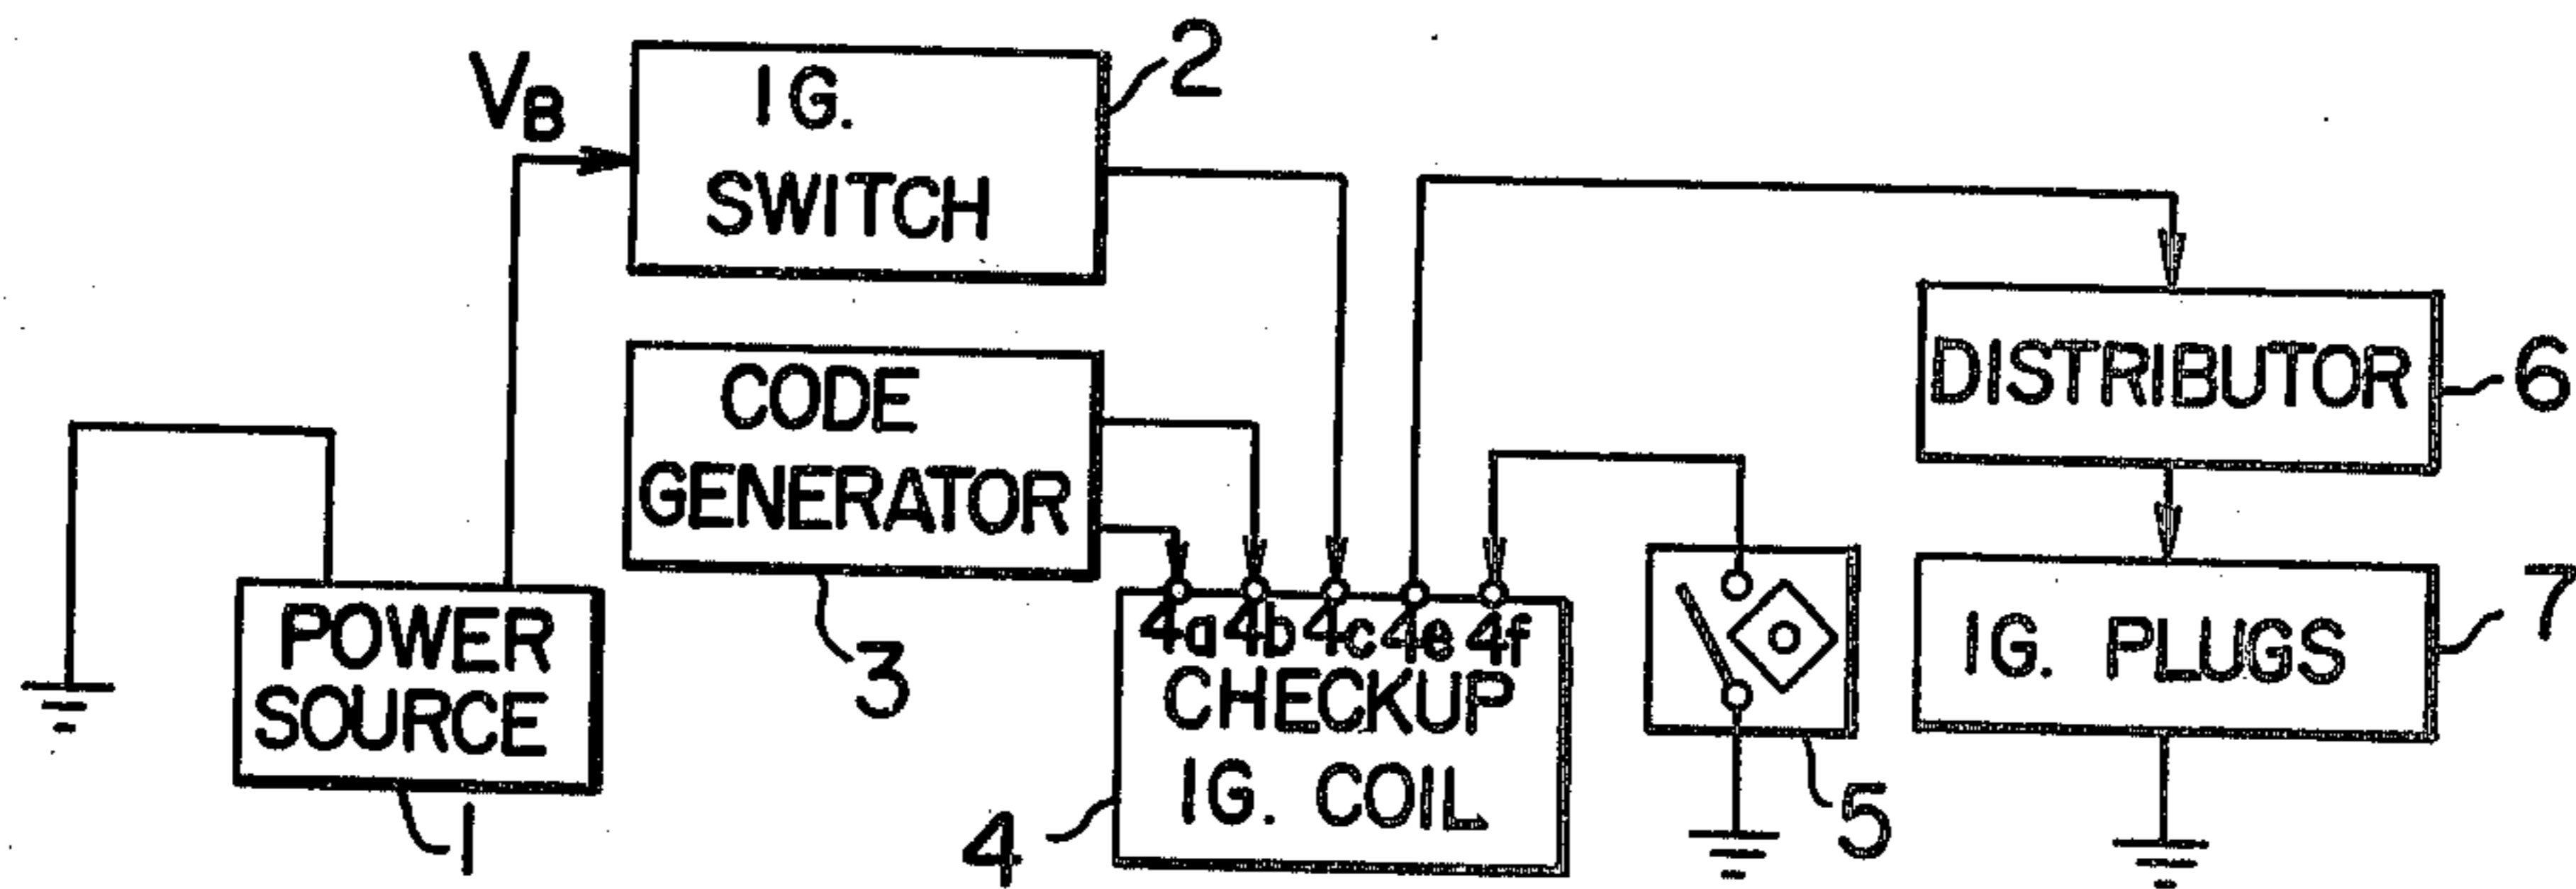 V_B
IG.
SWITCH
2
CODE
GENERATOR
3
POWER
SOURCE
1
4a 4b 4c 4e 4f
CHECKUP
IG. COIL
4
5
DISTRIBUTOR
6
IG. PLUGS
7